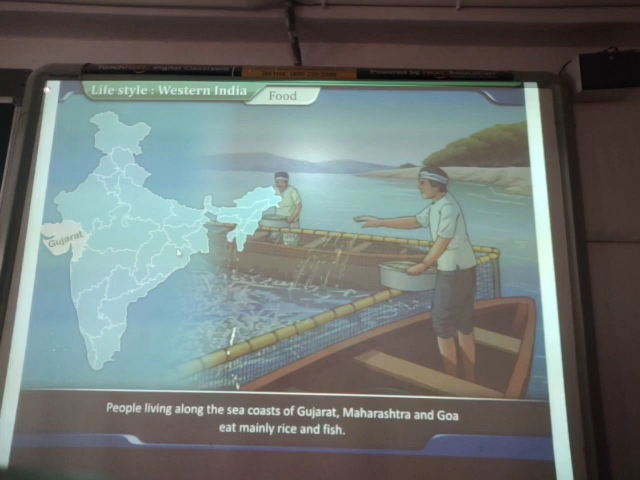 Life style : Western India
Food
Gujarat
People living along the sea coasts of Gujarat, Maharashtra and Goa
eat mainly rice and fish.